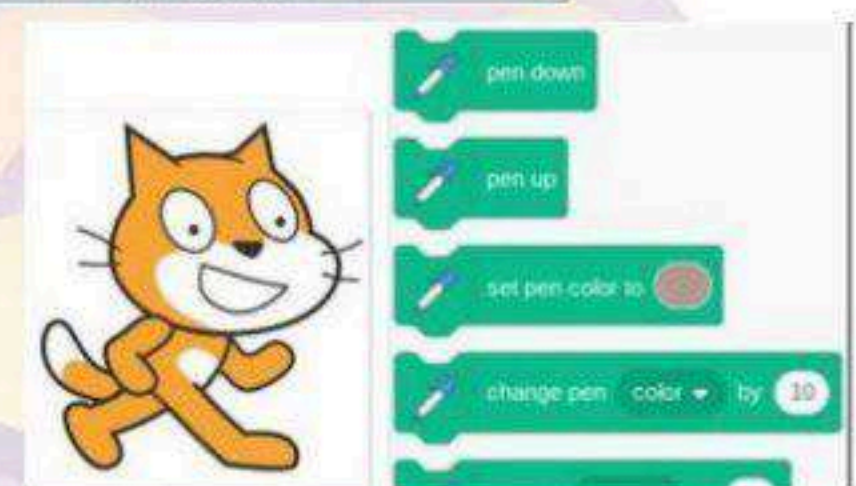 pen down
pen up
set pen color to
change pen color by 10